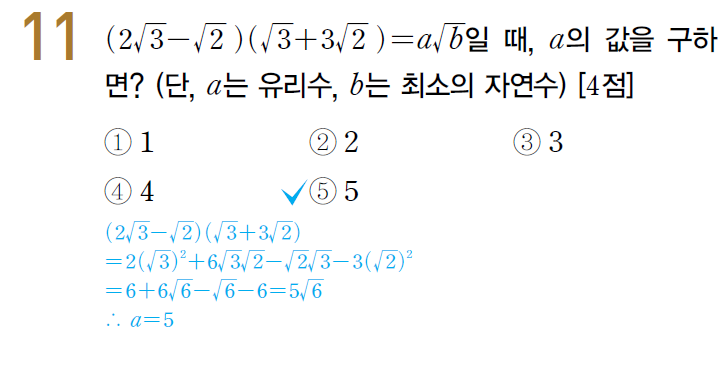 11 (2√3−√2)(√3+3√2)=a√b일 때, a의 값을 구하
면? (단, a는 유리수, b는 최소의 자연수) [4점]
① 1 ② 2 ③ 3
④ 4 ⑤ 5
(2√3−√2)(√3+3√2)
=2(√3)²+6√3√2−√2√3−3(√2)²
=6+6√6−√6−6=5√6
∴ a=5